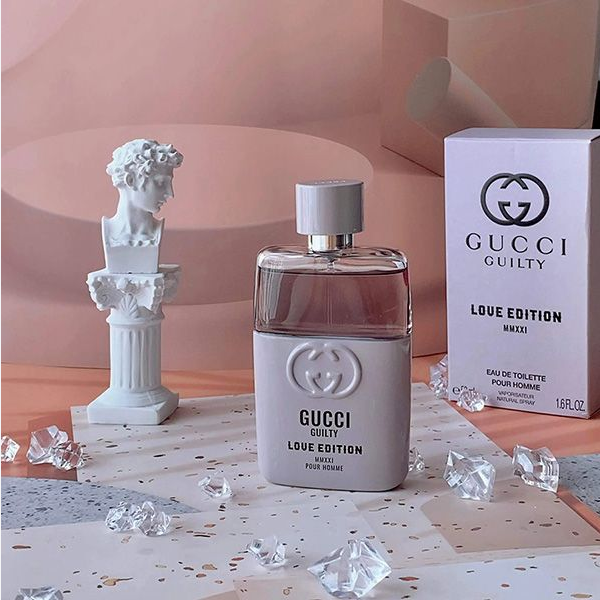 GUCCI
GUILTY
LOVE EDITION
MMXXI
EAU DE TOILETTE
POUR HOMME
VAPORISATEUR
NATURAL SPRAY
1.6 FL.OZ.
GUCCI
GUILTY
LOVE EDITION
MMXXI
POUR HOMME